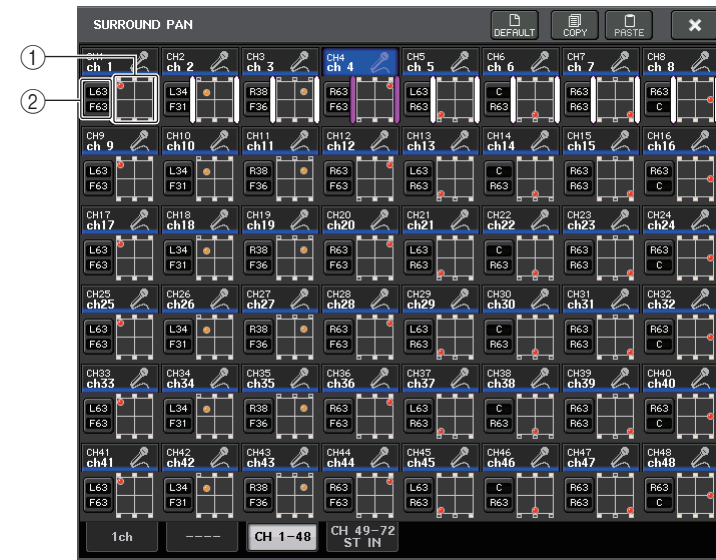 SURROUND PAN DEFAULT COPY PASTE
CH1 CH2 CH3 CH4 CH5 CH6 CH7 CH8
ch 1 ch 2 ch 3 ch 4 ch 5 ch 6 ch 7 ch 8
①
②
L63 L34 R38 R63 L63 C R63 R63
F63 F31 F36 F63 R63 R63 R63 C
CH9 CH10 CH11 CH12 CH13 CH14 CH15 CH16
ch 9 ch10 ch11 ch12 ch13 ch14 ch15 ch16
L63 L34 R38 R63 L63 C R63 R63
F63 F31 F36 F63 R63 R63 R63 C
CH17 CH18 CH19 CH20 CH21 CH22 CH23 CH24
ch17 ch18 ch19 ch20 ch21 ch22 ch23 ch24
L63 L34 R38 R63 L63 C R63 R63
F63 F31 F36 F63 R63 R63 R63 C
CH25 CH26 CH27 CH28 CH29 CH30 CH31 CH32
ch25 ch26 ch27 ch28 ch29 ch30 ch31 ch32
L63 L34 R38 R63 L63 C R63 R63
F63 F31 F36 F63 R63 R63 R63 C
CH33 CH34 CH35 CH36 CH37 CH38 CH39 CH40
ch33 ch34 ch35 ch36 ch37 ch38 ch39 ch40
L63 L34 R38 R63 L63 C R63 R63
F63 F31 F36 F63 R63 R63 R63 C
CH41 CH42 CH43 CH44 CH45 CH46 CH47 CH48
ch41 ch42 ch43 ch44 ch45 ch46 ch47 ch48
L63 L34 R38 R63 L63 C R63 R63
F63 F31 F36 F63 R63 R63 R63 C
1ch ---- CH 1-48 CH 49-72
ST IN